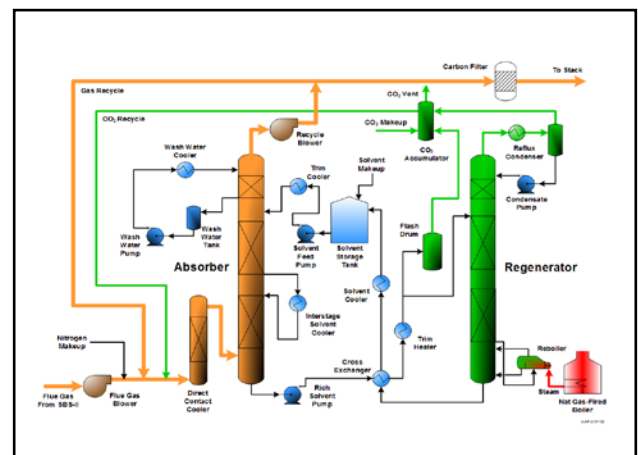 Carbon Filter
To Stack
Gas Recycle
CO₂ Vent
CO₂ Recycle
CO₂ Makeup
Recycle
Blower
CO₂
Accumulator
Reflux
Condenser
Wash Water
Cooler
Trim
Cooler
Solvent
Makeup
Condensate
Pump
Wash
Water
Tank
Wash
Water
Pump
Solvent
Feed
Pump
Solvent
Storage
Tank
Flash
Drum
Absorber
Regenerator
Solvent
Cooler
Interstage
Solvent
Cooler
Nitrogen
Makeup
Trim
Heater
Reboiler
Cross
Exchanger
Flue Gas
From SBS-II
Flue Gas
Blower
Direct
Contact
Cooler
Rich
Solvent
Pump
Steam
Nat Gas-Fired
Boiler